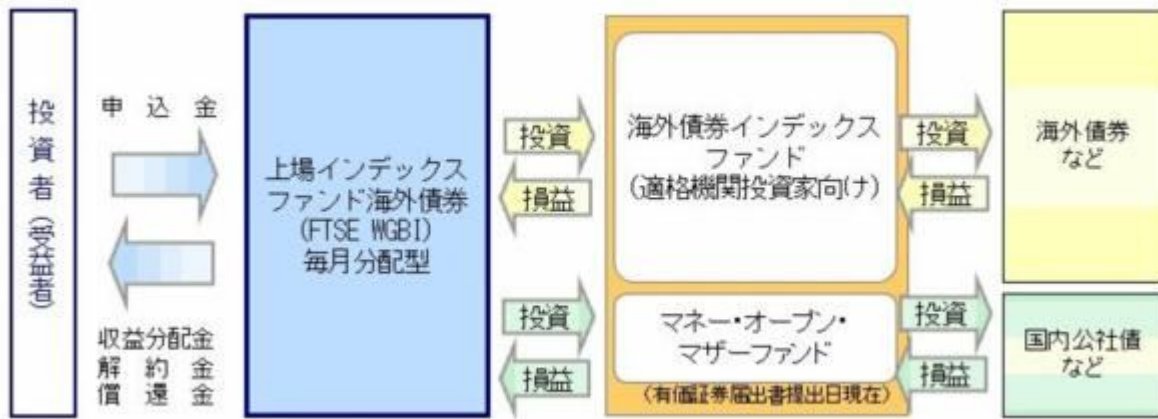 投資者(受益者)
申込金
収益分配金
解約金
償還金
上場インデックス
ファンド海外債券
(FTSE WGBI)
毎月分配型
投資
損益
投資
損益
海外債券インデックス
ファンド
(適格機関投資家向け)
マネー・オープン・
マザーファンド
(有価証券届出書提出日現在)
投資
損益
投資
損益
海外債券
など
国内公社債
など